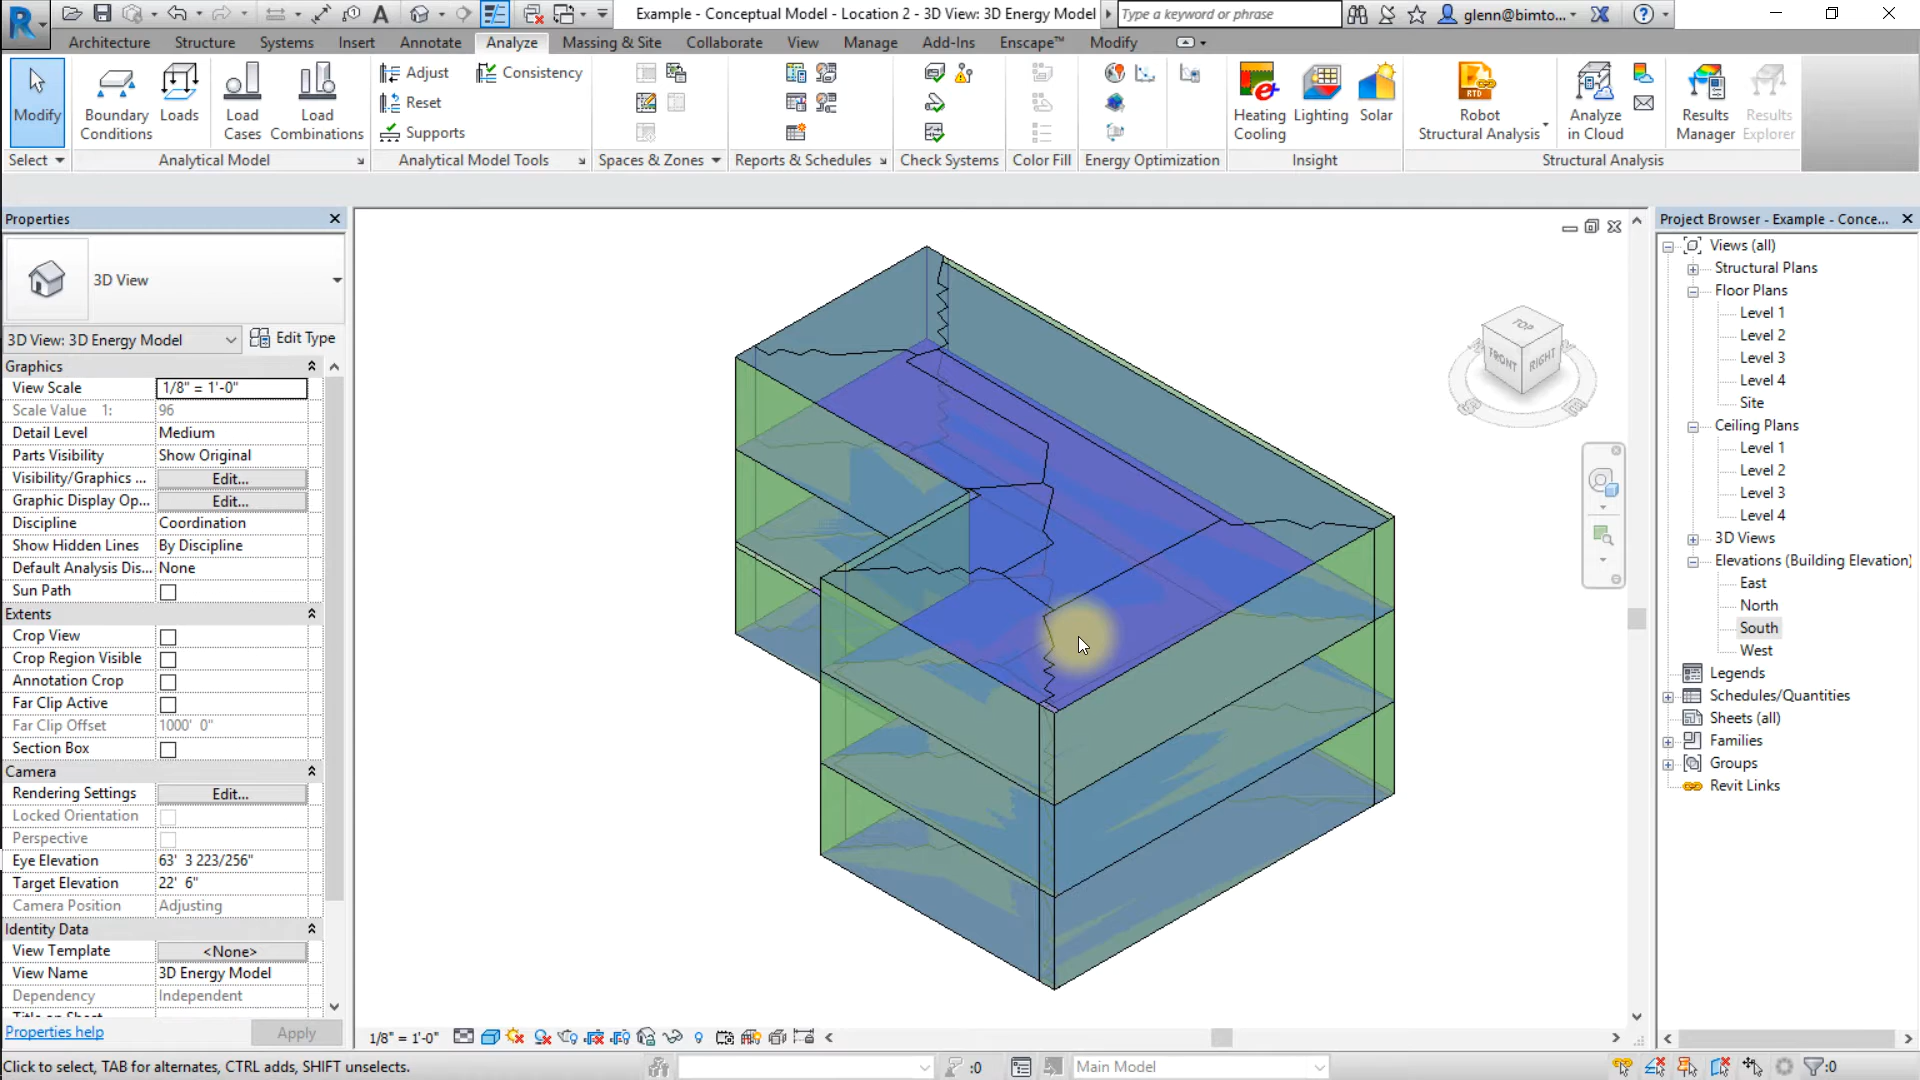 Example - Conceptual Model - Location 2 - 3D View: 3D Energy Model
Type a keyword or phrase
glenn@bimto...
Architecture Structure Systems Insert Annotate Analyze Massing & Site Collaborate View Manage Add-Ins Enscape™ Modify
Modify
Boundary Conditions
Loads
Load Cases
Load Combinations
Adjust
Reset
Supports
Consistency
Heating Cooling
Lighting
Solar
Robot Structural Analysis
RTD
Analyze in Cloud
Results Manager
Results Explorer
Select
Analytical Model
Analytical Model Tools
Spaces & Zones
Reports & Schedules
Check Systems
Color Fill
Energy Optimization
Insight
Structural Analysis
Properties
3D View
3D View: 3D Energy Model
Edit Type
Graphics
View Scale 1/8" = 1'-0"
Scale Value 1: 96
Detail Level Medium
Parts Visibility Show Original
Visibility/Graphics ... Edit...
Graphic Display Op... Edit...
Discipline Coordination
Show Hidden Lines By Discipline
Default Analysis Dis... None
Sun Path
Extents
Crop View
Crop Region Visible
Annotation Crop
Far Clip Active
Far Clip Offset 1000' 0"
Section Box
Camera
Rendering Settings Edit...
Locked Orientation
Perspective
Eye Elevation 63' 3 223/256"
Target Elevation 22' 6"
Camera Position Adjusting
Identity Data
View Template <None>
View Name 3D Energy Model
Dependency Independent
Properties help
Apply
TOP
FRONT
RIGHT
Project Browser - Example - Conce...
Views (all)
Structural Plans
Floor Plans
Level 1
Level 2
Level 3
Level 4
Site
Ceiling Plans
Level 1
Level 2
Level 3
Level 4
3D Views
Elevations (Building Elevation)
East
North
South
West
Legends
Schedules/Quantities
Sheets (all)
Families
Groups
Revit Links
1/8" = 1'-0"
Click to select, TAB for alternates, CTRL adds, SHIFT unselects.
:0
Main Model
:0